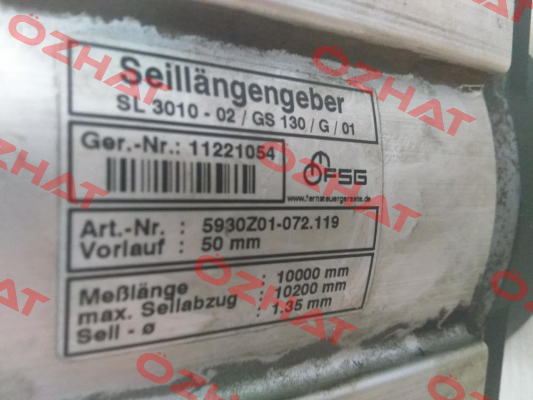 Seillängengeber
SL 3010 - 02 / GS 130 / G / 01
Ger.-Nr.: 11221054
FSG
www.fernsteuergeraete.de
Art.-Nr. : 5930Z01-072.119
Vorlauf : 50 mm
Meßlänge : 10000 mm
max. Seilabzug : 10200 mm
Seil - ø : 1.35 mm
OZHAT
OZHAT
OZHAT
OZHAT
OZHAT
OZHAT
OZHAT
OZHAT